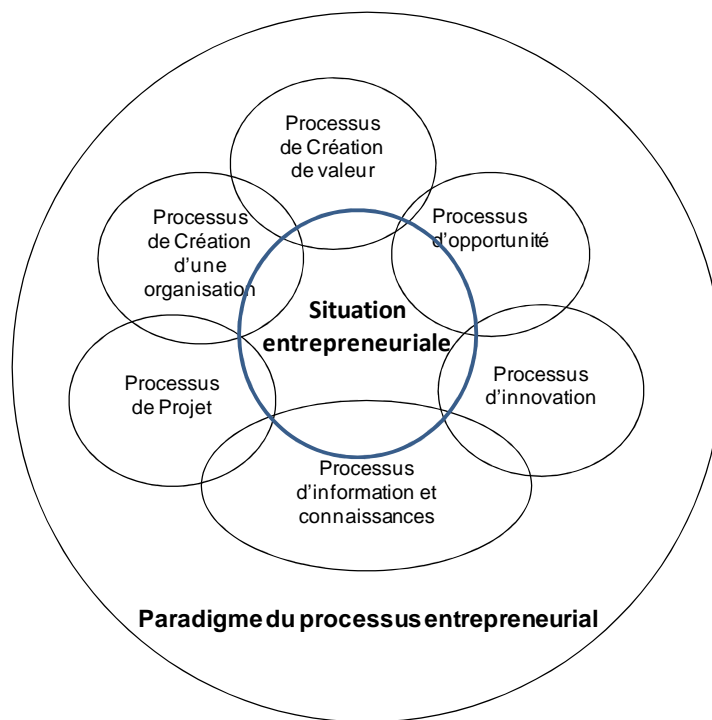 Processus
de Création
de valeur
Processus
d'opportunité
Processus
de Création
d'une
organisation
Situation
entrepreneuriale
Processus
de Projet
Processus
d'innovation
Processus
d'information et
connaissances
Paradigme du processus entrepreneurial